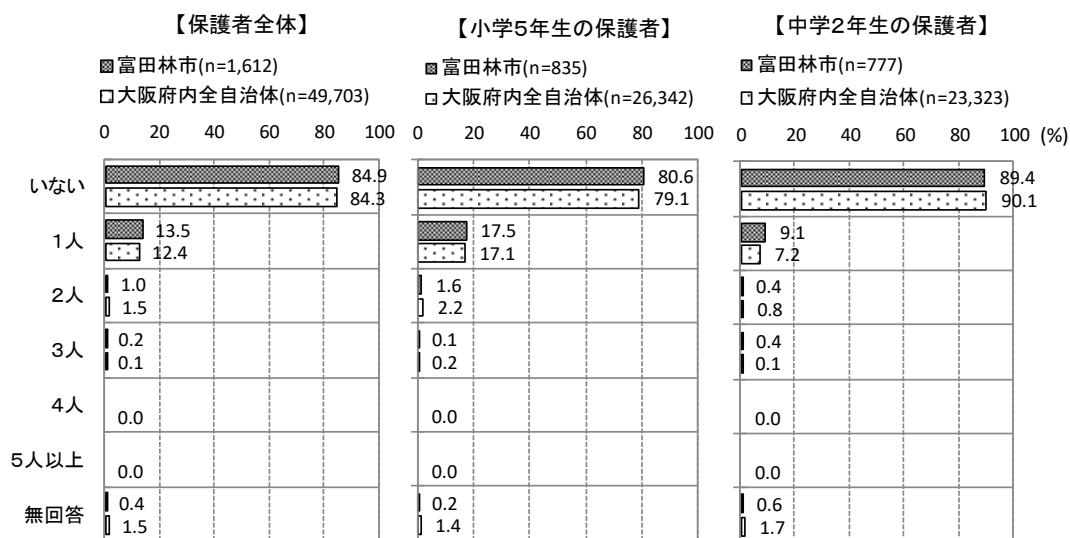 【保護者全体】
【小学5年生の保護者】
【中学2年生の保護者】
富田林市(n=1,612)
大阪府内全自治体(n=49,703)
富田林市(n=835)
大阪府内全自治体(n=26,342)
富田林市(n=777)
大阪府内全自治体(n=23,323)
0 20 40 60 80 100
0 20 40 60 80 100
0 20 40 60 80 100 (%)
いない
84.9 80.6 89.4
84.3 79.1 90.1
1人
13.5 17.5 9.1
12.4 17.1 7.2
2人
1.0 1.6 0.4
1.5 2.2 0.8
3人
0.2 0.1 0.4
0.1 0.2 0.1
4人
0.0 0.0 0.0
5人以上
0.0 0.0 0.0
無回答
0.4 0.2 0.6
1.5 1.4 1.7